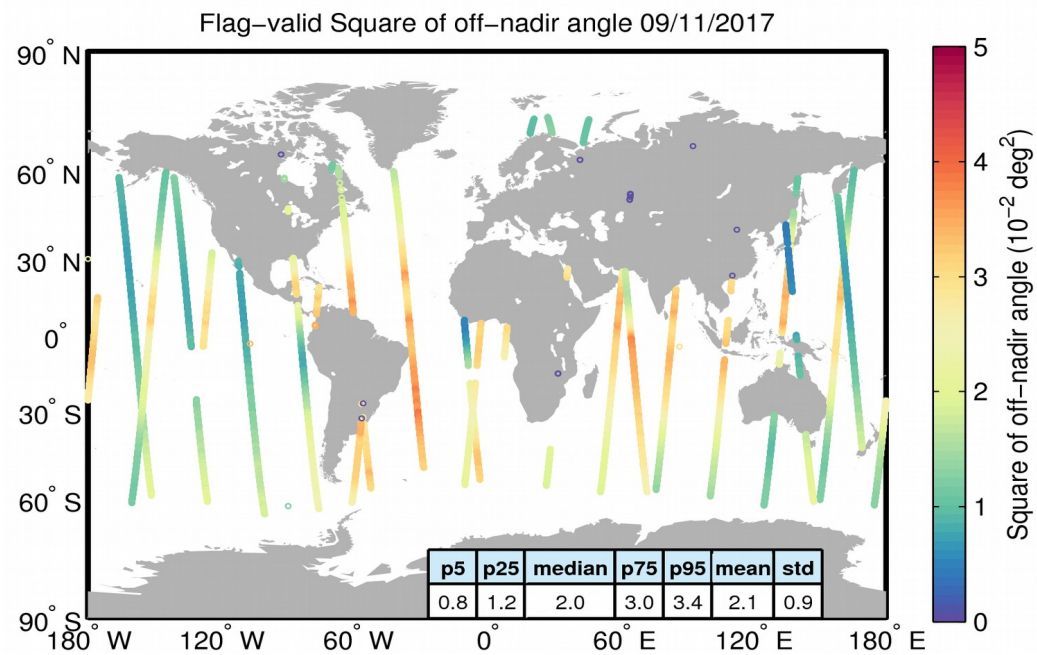 Flag−valid Square of off−nadir angle 09/11/2017
90° N
60° N
30° N
0°
30° S
60° S
90° S
180° W 120° W 60° W 0° 60° E 120° E 180° E
p5 p25 median p75 p95 mean std
0.8 1.2 2.0 3.0 3.4 2.1 0.9
5
4
3
2
1
0
Square of off−nadir angle (10⁻² deg²)